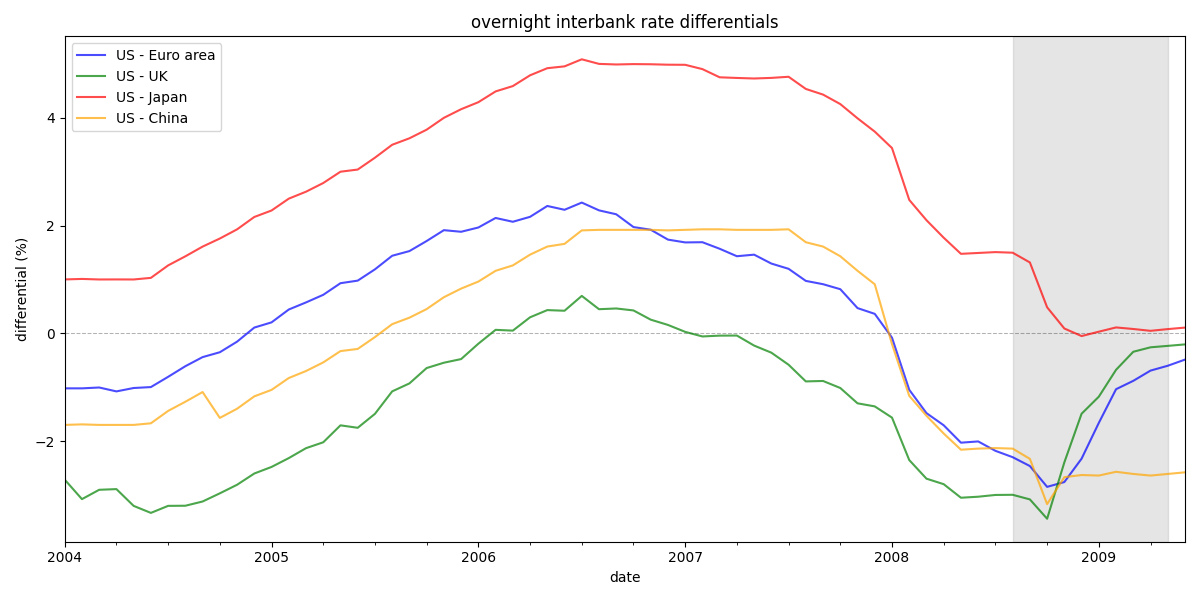 overnight interbank rate differentials
US - Euro area
US - UK
US - Japan
US - China
differential (%)
4
2
0
−2
2004
2005
2006
2007
2008
2009
date